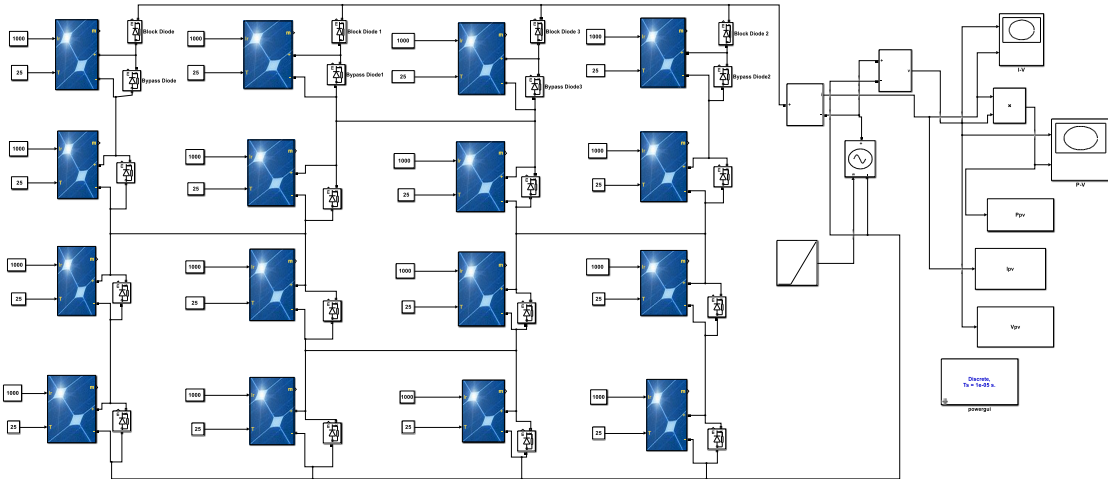 1000
m
+
T
25
Block Diode
Bypass Diode
1000
m
+
T
25
Block Diode 1
Bypass Diode1
1000
m
+
T
25
Block Diode 3
Bypass Diode3
1000
m
+
T
25
Block Diode 2
Bypass Diode2
1000
25
1000
25
1000
25
1000
25
1000
25
1000
25
1000
25
1000
25
1000
25
1000
25
1000
25
1000
25
I-V
×
P-V
Ppv
Ipv
Vpv
Discrete,
Ts = 1e-05 s.
powergui